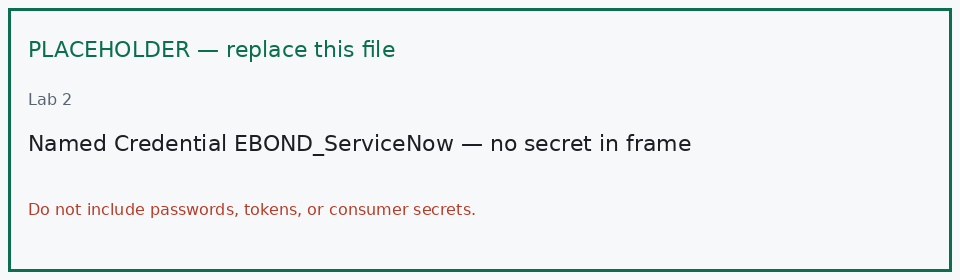 PLACEHOLDER — replace this file
Lab 2
Named Credential EBOND_ServiceNow — no secret in frame
Do not include passwords, tokens, or consumer secrets.